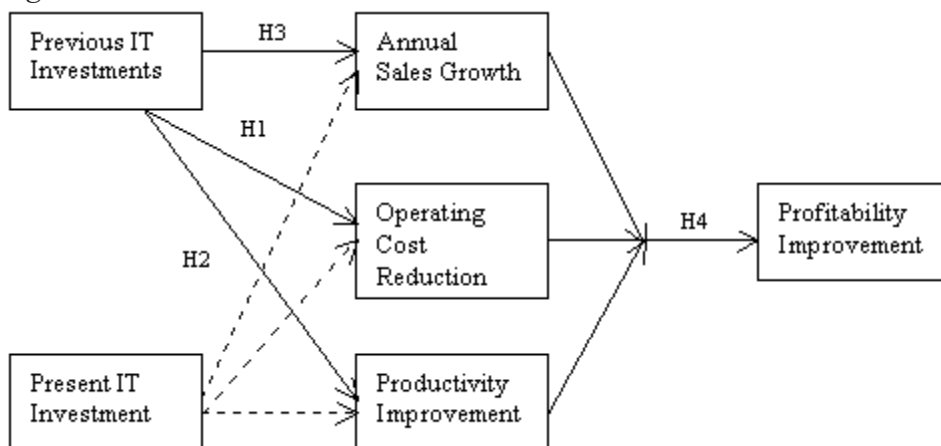 Previous IT
Investments
H3
Annual
Sales Growth
H1
Operating
Cost
Reduction
H4
Profitability
Improvement
H2
Present IT
Investment
Productivity
Improvement